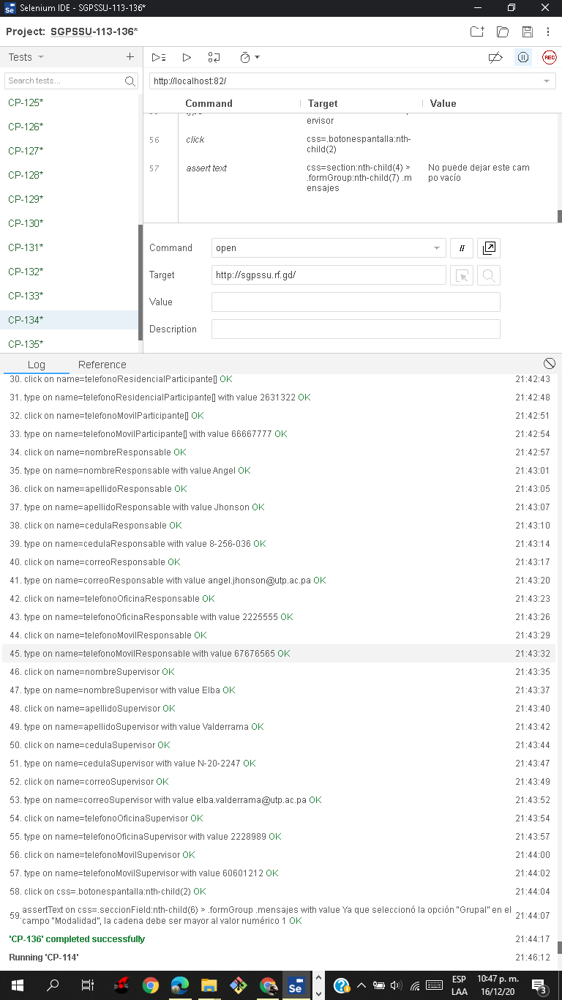 Selenium IDE - SGPSSU-113-136*
Project: SGPSSU-113-136*
Tests
Search tests...
CP-125*
CP-126*
CP-127*
CP-128*
CP-129*
CP-130*
CP-131*
CP-132*
CP-133*
CP-134*
CP-135*
REC
http://localhost:82/
Command Target Value
ervisor
56 click css=.botonespantalla:nth-
child(2)
57 assert text css=section:nth-child(4) > No puede dejar este cam
.formGroup:nth-child(7) .m po vacío
ensajes
Command open //
Target http://sgpssu.rf.gd/
Value
Description
Log Reference
30. click on name=telefonoResidencialParticipante[] OK 21:42:43
31. type on name=telefonoResidencialParticipante[] with value 2631322 OK 21:42:48
32. click on name=telefonoMovilParticipante[] OK 21:42:51
33. type on name=telefonoMovilParticipante[] with value 66667777 OK 21:42:54
34. click on name=nombreResponsable OK 21:42:57
35. type on name=nombreResponsable with value Angel OK 21:43:01
36. click on name=apellidoResponsable OK 21:43:05
37. type on name=apellidoResponsable with value Jhonson OK 21:43:07
38. click on name=cedulaResponsable OK 21:43:10
39. type on name=cedulaResponsable with value 8-256-036 OK 21:43:14
40. click on name=correoResponsable OK 21:43:17
41. type on name=correoResponsable with value angel.jhonson@utp.ac.pa OK 21:43:20
42. click on name=telefonoOficinaResponsable OK 21:43:23
43. type on name=telefonoOficinaResponsable with value 2225555 OK 21:43:26
44. click on name=telefonoMovilResponsable OK 21:43:29
45. type on name=telefonoMovilResponsable with value 67676565 OK 21:43:32
46. click on name=nombreSupervisor OK 21:43:35
47. type on name=nombreSupervisor with value Elba OK 21:43:37
48. click on name=apellidoSupervisor OK 21:43:40
49. type on name=apellidoSupervisor with value Valderrama OK 21:43:42
50. click on name=cedulaSupervisor OK 21:43:44
51. type on name=cedulaSupervisor with value N-20-2247 OK 21:43:47
52. click on name=correoSupervisor OK 21:43:49
53. type on name=correoSupervisor with value elba.valderrama@utp.ac.pa OK 21:43:52
54. click on name=telefonoOficinaSupervisor OK 21:43:54
55. type on name=telefonoOficinaSupervisor with value 2228989 OK 21:43:57
56. click on name=telefonoMovilSupervisor OK 21:44:00
57. type on name=telefonoMovilSupervisor with value 60601212 OK 21:44:02
58. click on css=.botonespantalla:nth-child(2) OK 21:44:04
59. assertText on css=.seccionField:nth-child(6) > .formGroup .mensajes with value Ya que seleccionó la opción "Grupal" en el
campo "Modalidad", la cadena debe ser mayor al valor numérico 1 OK 21:44:07
'CP-136' completed successfully 21:44:17
Running 'CP-114' 21:46:12
ESP 10:47 p. m.
LAA 16/12/20 3